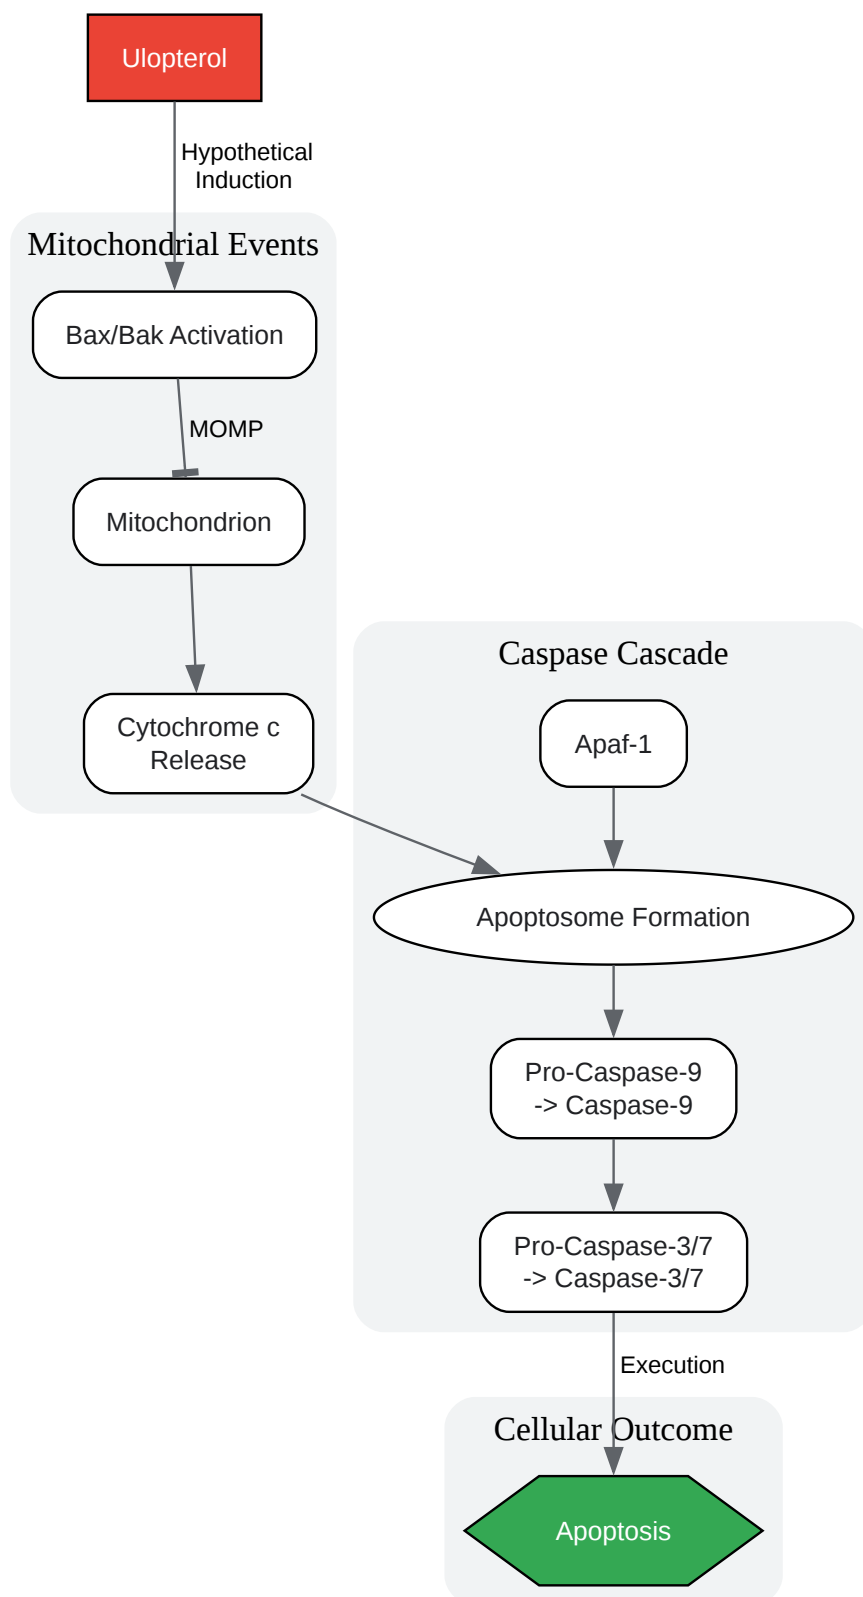 Ulopterol
Hypothetical
Induction
Mitochondrial Events
Bax/Bak Activation
MOMP
Mitochondrion
Cytochrome c
Release
Caspase Cascade
Apaf-1
Apoptosome Formation
Pro-Caspase-9
-> Caspase-9
Pro-Caspase-3/7
-> Caspase-3/7
Execution
Cellular Outcome
Apoptosis